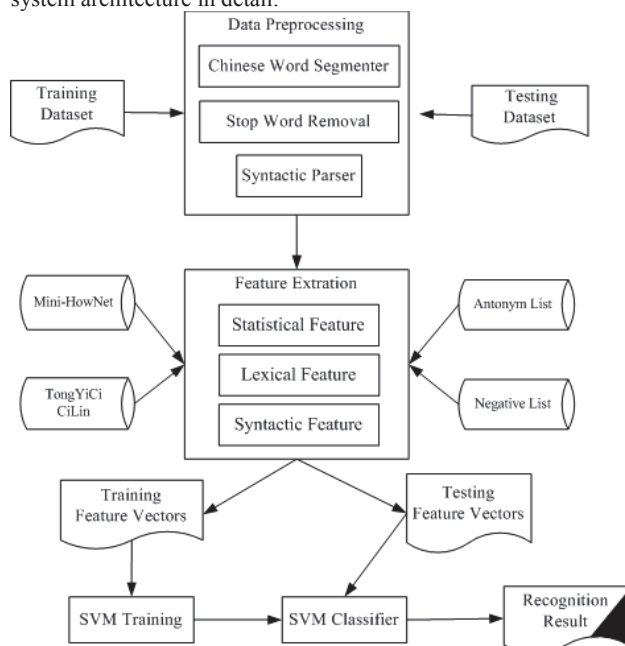 system architecture in detail.
Data Preprocessing
Chinese Word Segmenter
Training
Dataset
Stop Word Removal
Testing
Dataset
Syntactic Parser
Feature Extration
Mini-HowNet
Statistical Feature
Antonym List
Lexical Feature
TongYiCi
CiLin
Negative List
Syntactic Feature
Training
Feature Vectors
Testing
Feature Vectors
SVM Training
SVM Classifier
Recognition
Result